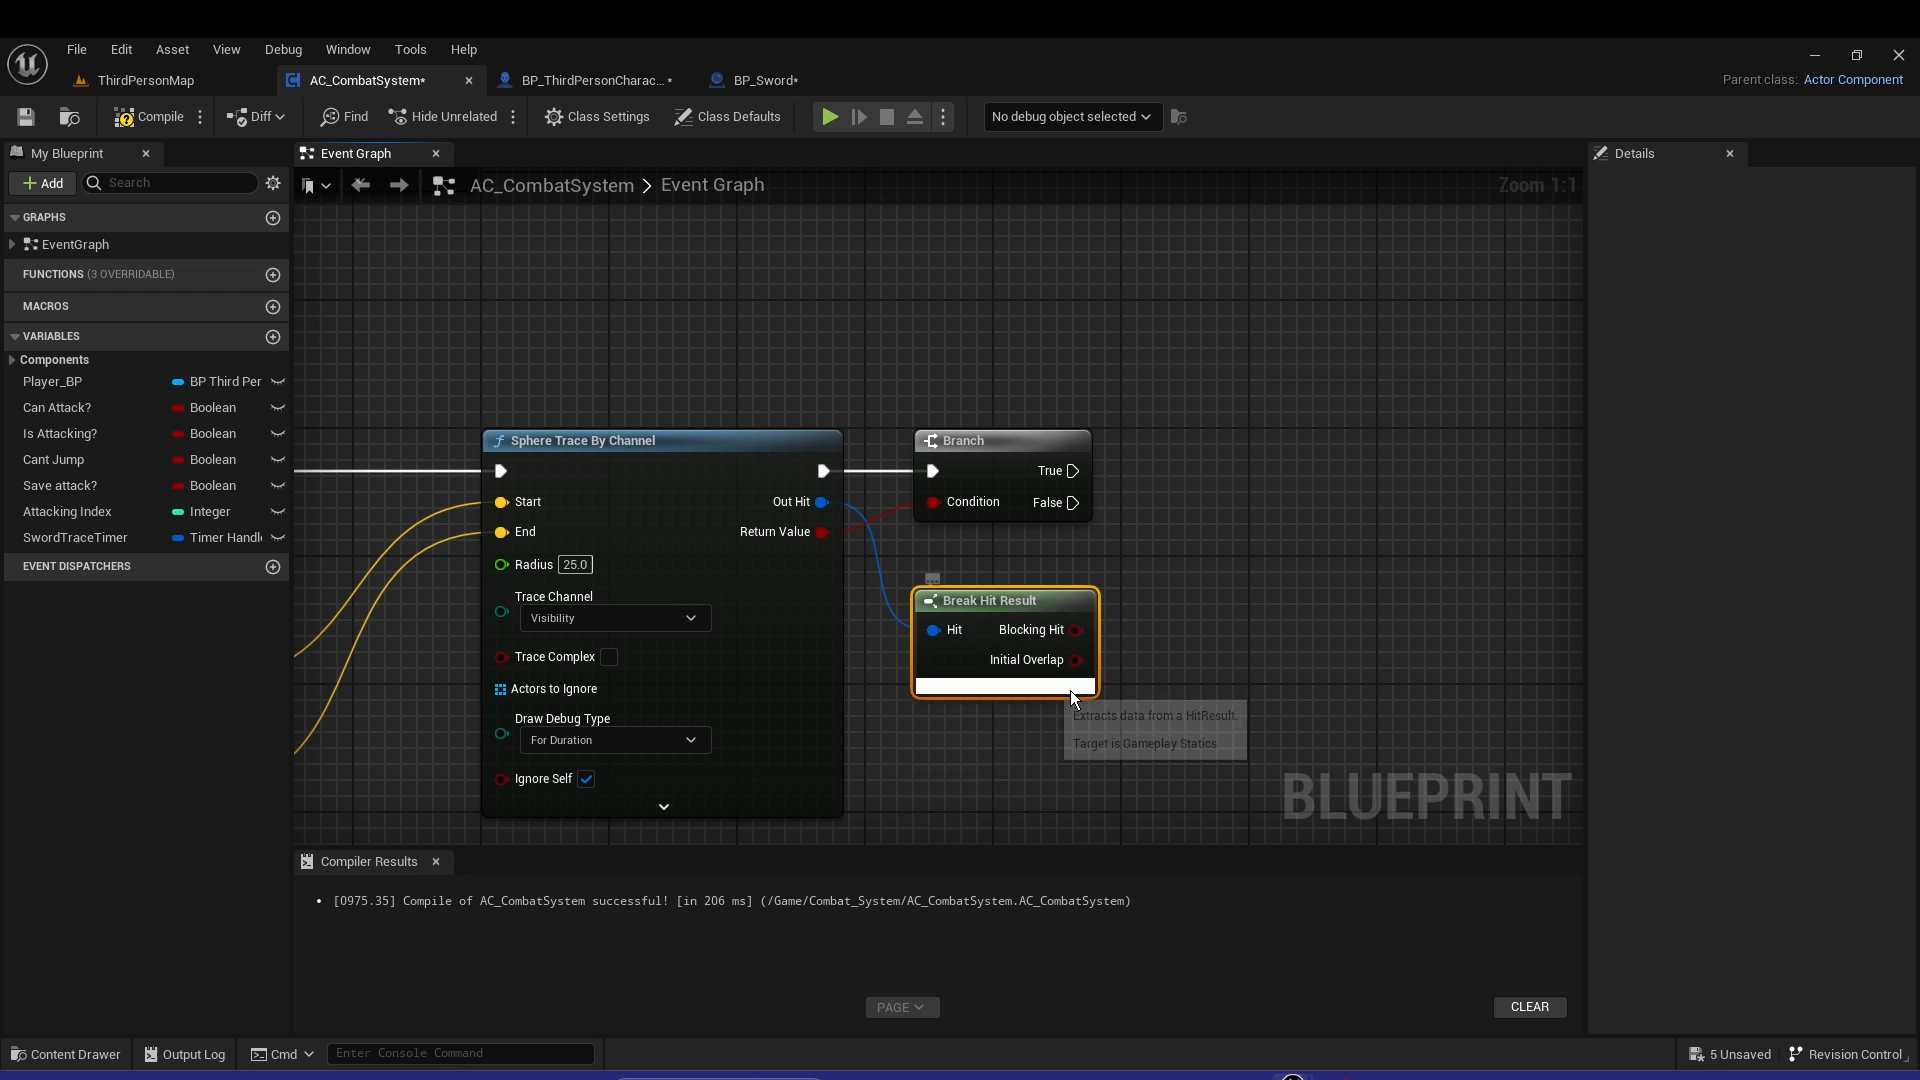 File Edit Asset View Debug Window Tools Help
ThirdPersonMap AC_CombatSystem* BP_ThirdPersonCharac...* BP_Sword* Parent class: Actor Component
Compile Diff Find Hide Unrelated Class Settings Class Defaults No debug object selected
My Blueprint Event Graph Details
Add Search AC_CombatSystem > Event Graph Zoom 1:1
GRAPHS
EventGraph
FUNCTIONS (3 OVERRIDABLE)
MACROS
VARIABLES
Components
Player_BP BP Third Per
Can Attack? Boolean
Is Attacking? Boolean
Cant Jump Boolean
Save attack? Boolean
Attacking Index Integer
SwordTraceTimer Timer Handl
EVENT DISPATCHERS
Sphere Trace By Channel
Start Out Hit
End Return Value
Radius 25.0
Trace Channel
Visibility
Trace Complex
Actors to Ignore
Draw Debug Type
For Duration
Ignore Self
Branch
True
Condition False
Break Hit Result
Hit Blocking Hit
Initial Overlap
Extracts data from a HitResult.
Target is Gameplay Statics
BLUEPRINT
Compiler Results
[0975.35] Compile of AC_CombatSystem successful! [in 206 ms] (/Game/Combat_System/AC_CombatSystem.AC_CombatSystem)
PAGE CLEAR
Content Drawer Output Log Cmd Enter Console Command 5 Unsaved Revision Control